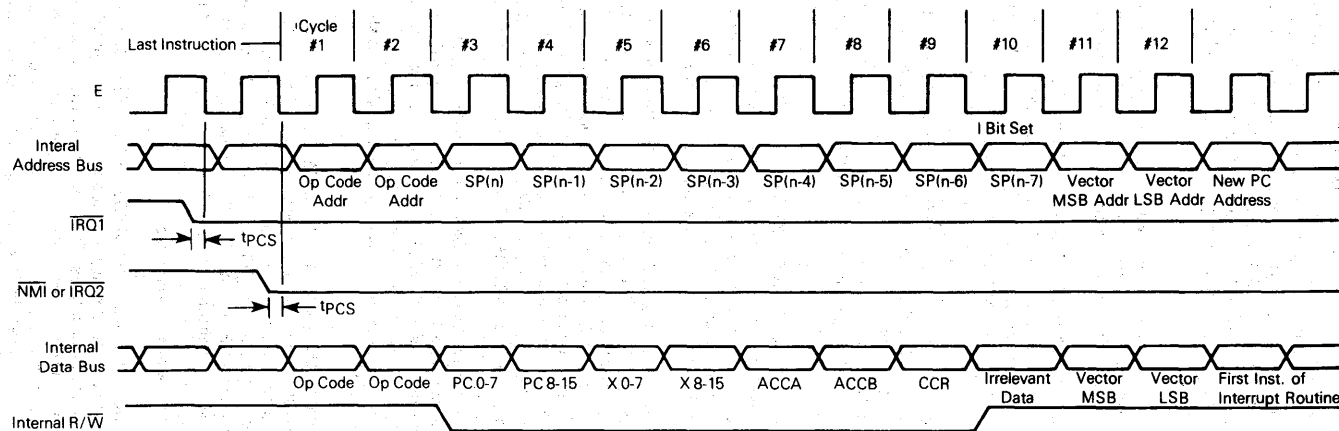 Last Instruction
Cycle
#1 #2 #3 #4 #5 #6 #7 #8 #9 #10 #11 #12
E
I Bit Set
Interal
Address Bus
Op Code Addr
Op Code Addr
SP(n)
SP(n-1)
SP(n-2)
SP(n-3)
SP(n-4)
SP(n-5)
SP(n-6)
SP(n-7)
Vector MSB Addr
Vector LSB Addr
New PC Address
IRQ1
tPCS
NMI or IRQ2
tPCS
Internal
Data Bus
Op Code
Op Code
PC 0-7
PC 8-15
X 0-7
X 8-15
ACCA
ACCB
CCR
Irrelevant Data
Vector MSB
Vector LSB
First Inst. of Interrupt Routine
Internal R/W